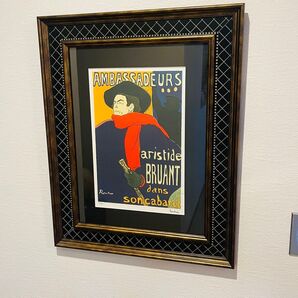 AMBASSADEURS
aristide
BRUANT
dans
son cabaret